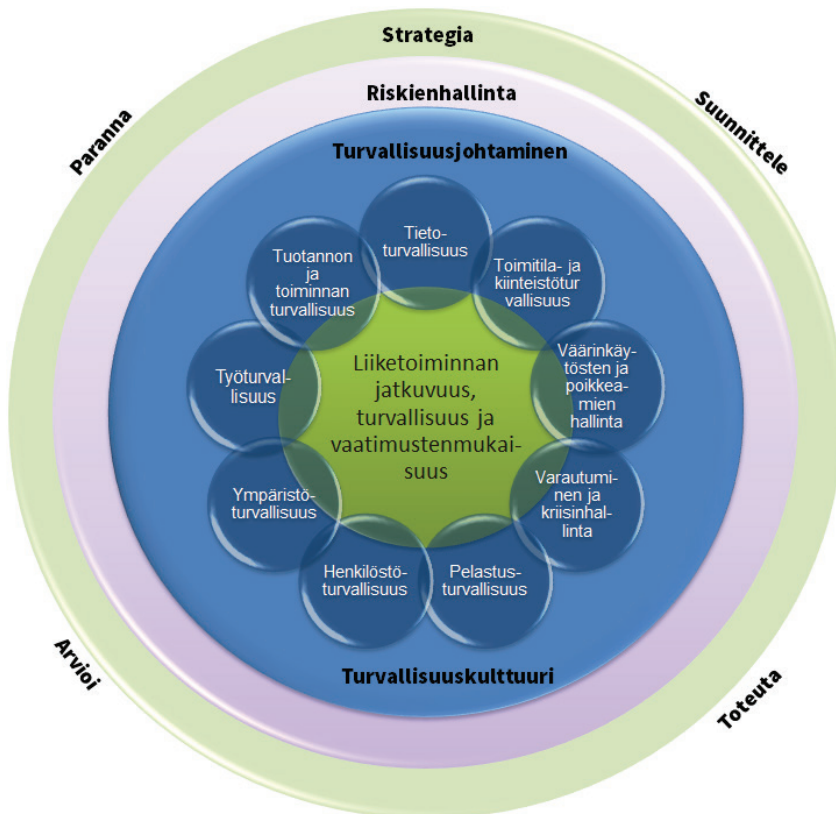 Strategia
Paranna
Suunnittele
Riskienhallinta
Turvallisuusjohtaminen
Tieto-
turvallisuus
Toimitila- ja
kiinteistötur
vallisuus
Väärinkäy-
tösten ja
poikkea-
mien
hallinta
Varautumi-
nen ja
kriisinhal-
linta
Pelastus-
turvallisuus
Henkilöstö-
turvallisuus
Ympäristö-
turvallisuus
Työturval-
lisuus
Tuotannon
ja
toiminnan
turvallisuus
Liiketoiminnan
jatkuvuus,
turvallisuus ja
vaatimustenmukai-
suus
Turvallisuuskulttuuri
Arvioi
Toteuta